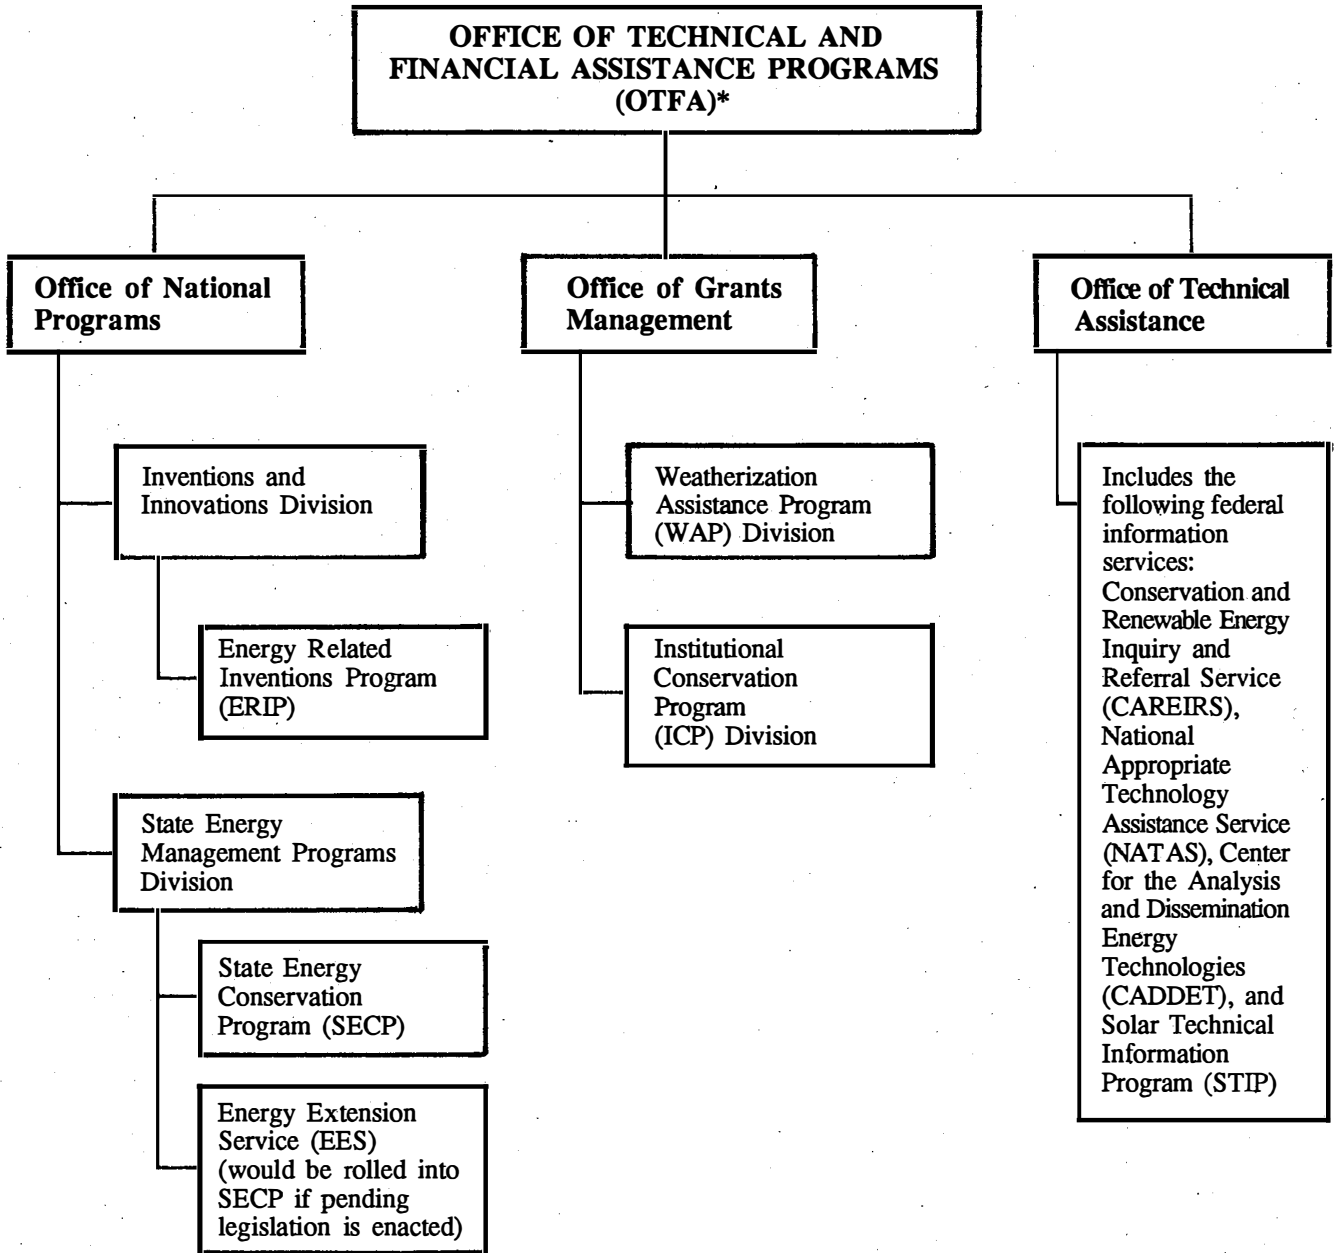 OFFICE OF TECHNICAL AND
FINANCIAL ASSISTANCE PROGRAMS
(OTFA)*
Office of National
Programs
Office of Grants
Management
Office of Technical
Assistance
Inventions and
Innovations Division
Energy Related
Inventions Program
(ERIP)
State Energy
Management Programs
Division
State Energy
Conservation
Program (SECP)
Energy Extension
Service (EES)
(would be rolled into
SECP if pending
legislation is enacted)
Weatherization
Assistance Program
(WAP) Division
Institutional
Conservation
Program
(ICP) Division
Includes the
following federal
information
services:
Conservation and
Renewable Energy
Inquiry and
Referral Service
(CAREIRS),
National
Appropriate
Technology
Assistance Service
(NATAS), Center
for the Analysis
and Dissemination
Energy
Technologies
(CADDET), and
Solar Technical
Information
Program (STIP)